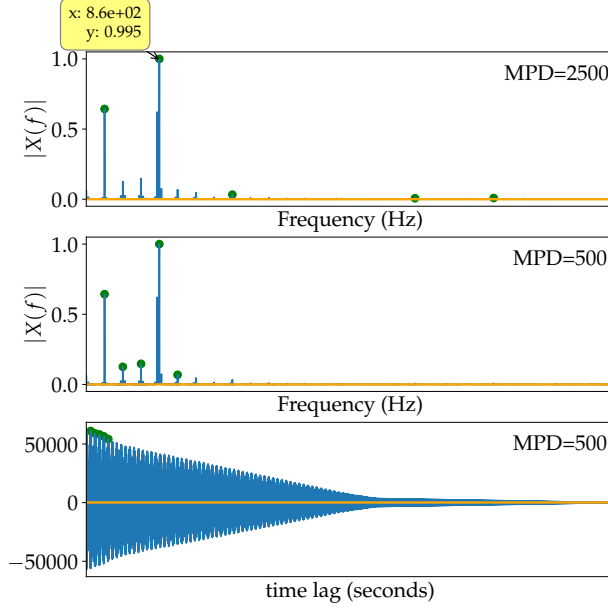 x: 8.6e+02
y: 0.995
1.0
MPD=2500
|X(f)|
0.5
0.0
Frequency (Hz)
1.0
MPD=500
|X(f)|
0.5
0.0
Frequency (Hz)
50000
MPD=500
0
−50000
time lag (seconds)